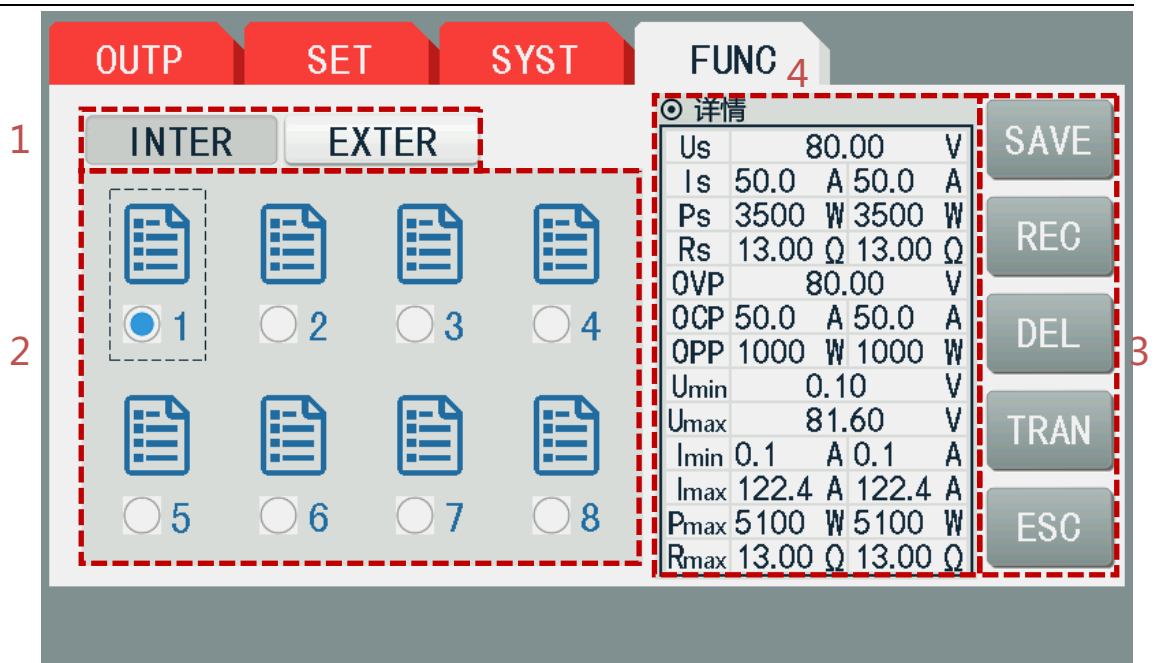 OUTP SET SYST FUNC
4
1
INTER EXTER
2
1 2 3 4
5 6 7 8
详情
Us 80.00 V
Is 50.0 A 50.0 A
Ps 3500 W 3500 W
Rs 13.00 Ω 13.00 Ω
OVP 80.00 V
OCP 50.0 A 50.0 A
OPP 1000 W 1000 W
Umin 0.10 V
Umax 81.60 V
Imin 0.1 A 0.1 A
Imax 122.4 A 122.4 A
Pmax 5100 W 5100 W
Rmax 13.00 Ω 13.00 Ω
SAVE
REC
DEL
3
TRAN
ESC